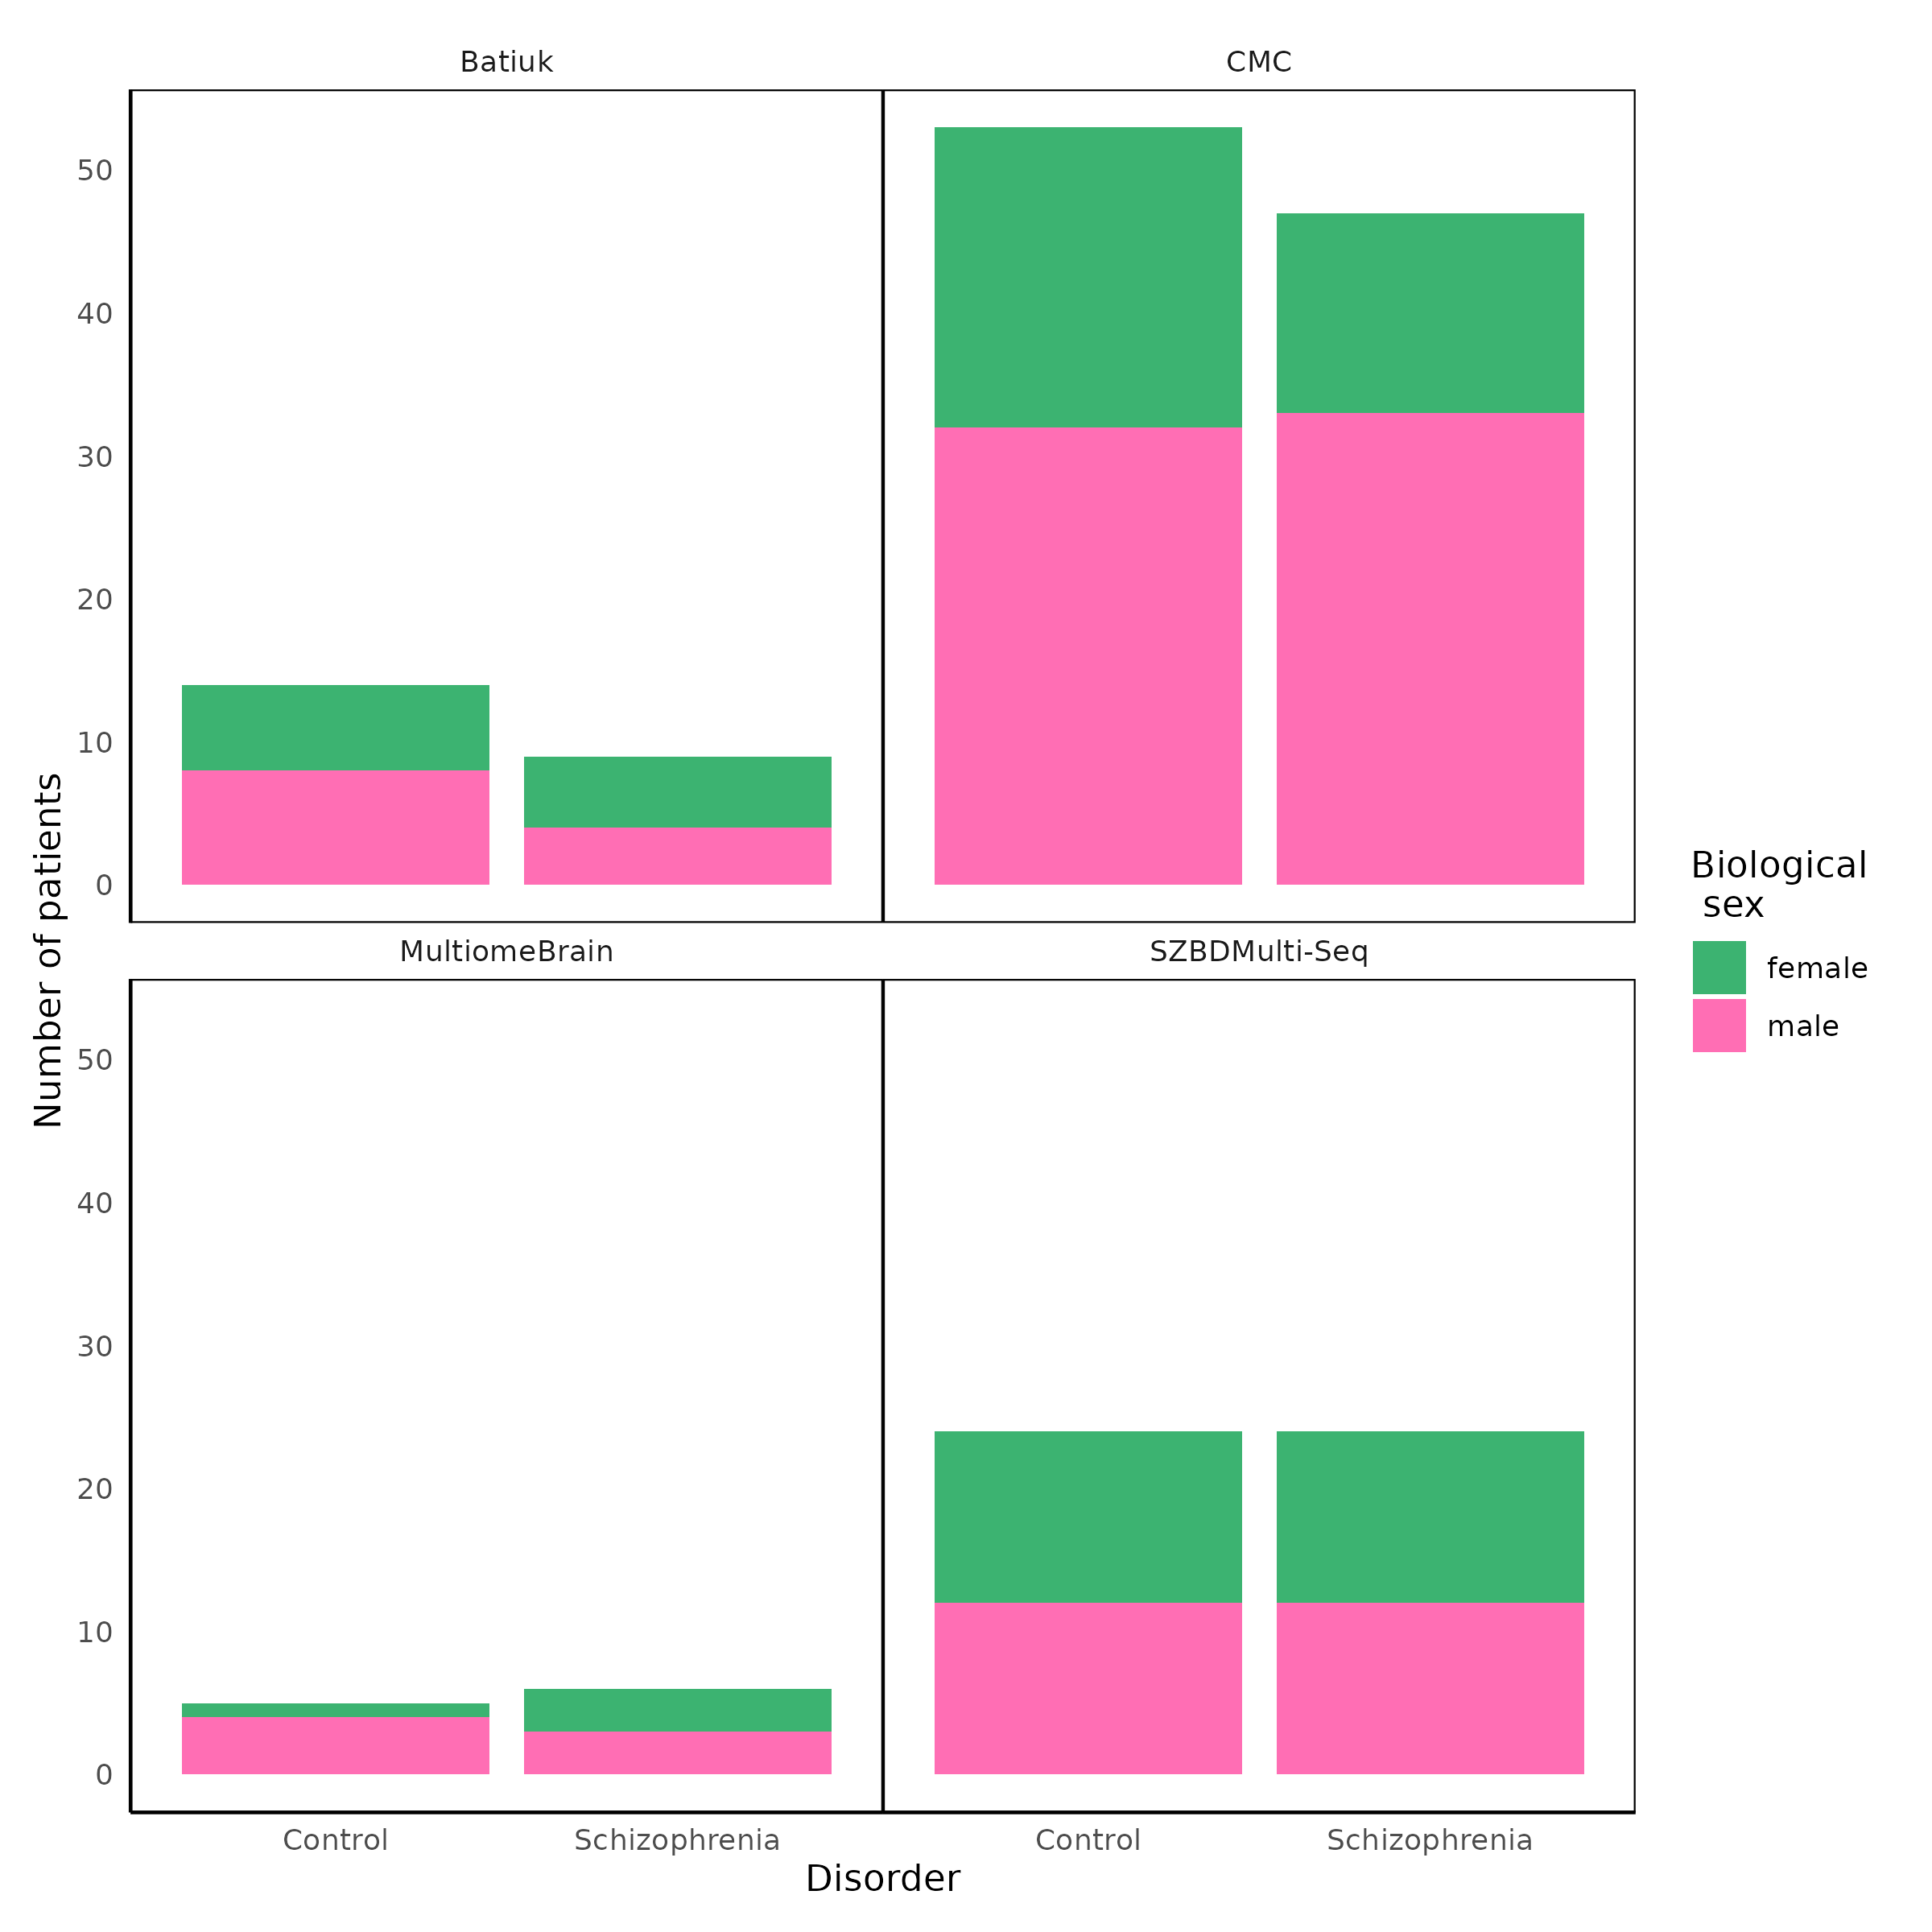 Batiuk
CMC
50
40
30
20
10
0
MultiomeBrain
SZBDMulti-Seq
50
40
30
20
10
0
Control
Schizophrenia
Control
Schizophrenia
Disorder
Number of patients
Biological
sex
female
male